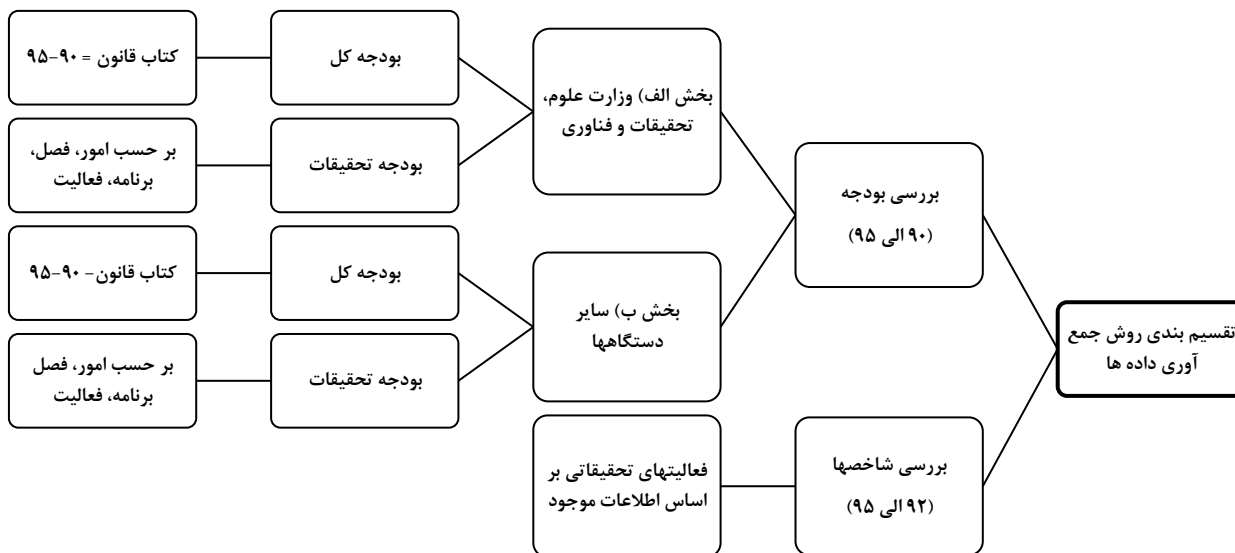 تقسیم بندی روش جمع
آوری داده ها
بررسی بودجه
(۹۰ الی ۹۵)
بخش الف) وزارت علوم،
تحقیقات و فناوری
بودجه کل
کتاب قانون = ۹۰-۹۵
بودجه تحقیقات
بر حسب امور، فصل،
برنامه، فعالیت
بخش ب) سایر
دستگاهها
بودجه کل
کتاب قانون- ۹۰-۹۵
بودجه تحقیقات
بر حسب امور، فصل
برنامه، فعالیت
بررسی شاخصها
(۹۲ الی ۹۵)
فعالیتهای تحقیقاتی بر
اساس اطلاعات موجود